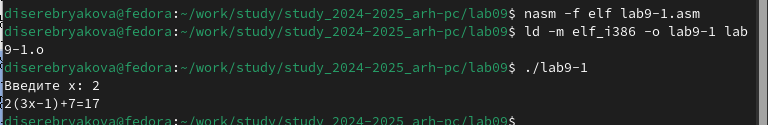 diserebryakova@fedora:~/work/study/study_2024-2025_arh-pc/lab09$ nasm -f elf lab9-1.asm
diserebryakova@fedora:~/work/study/study_2024-2025_arh-pc/lab09$ ld -m elf_i386 -o lab9-1 lab
9-1.o
diserebryakova@fedora:~/work/study/study_2024-2025_arh-pc/lab09$ ./lab9-1
Введите x: 2
2(3x-1)+7=17
diserebryakova@fedora:~/work/study/study_2024-2025_arh-pc/lab09$